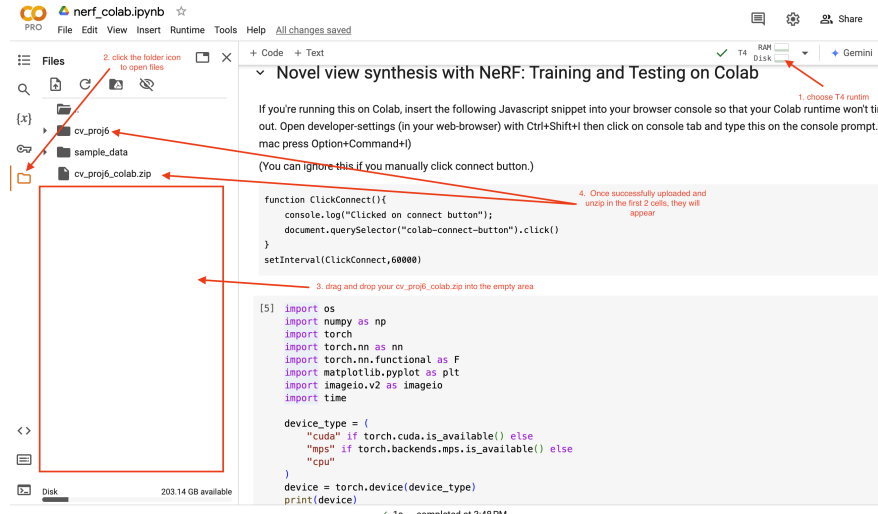 CO
PRO
nerf_colab.ipynb
File Edit View Insert Runtime Tools Help All changes saved
Share
Files
2. click the folder icon
to open files
+ Code + Text
T4
RAM
Disk
Gemini
1. choose T4 runtim
..
cv_proj6
sample_data
cv_proj6_colab.zip
{x}
Novel view synthesis with NeRF: Training and Testing on Colab
If you're running this on Colab, insert the following Javascript snippet into your browser console so that your Colab runtime won't ti
out. Open developer-settings (in your web-browser) with Ctrl+Shift+I then click on console tab and type this on the console prompt.
mac press Option+Command+I)
(You can ignore this if you manually click connect button.)
function ClickConnect(){
    console.log("Clicked on connect button");
    document.querySelector("colab-connect-button").click()
}
setInterval(ClickConnect,60000)
4. Once successfully uploaded and
unzip in the first 2 cells, they will
appear
3. drag and drop your cv_proj6_colab.zip into the empty area
[5] import os
import numpy as np
import torch
import torch.nn as nn
import torch.nn.functional as F
import matplotlib.pyplot as plt
import imageio.v2 as imageio
import time
device_type = (
    "cuda" if torch.cuda.is_available() else
    "mps" if torch.backends.mps.is_available() else
    "cpu"
)
device = torch.device(device_type)
print(device)
Disk 203.14 GB available
1s completed at 2:48 PM